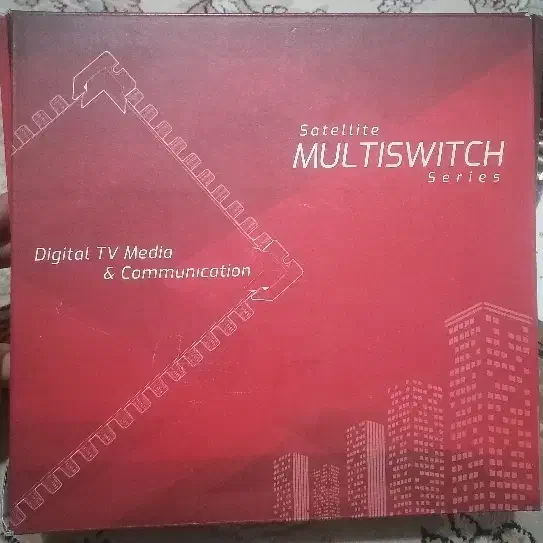 Satellite
MULTISWITCH
Series
Digital TV Media
& Communication